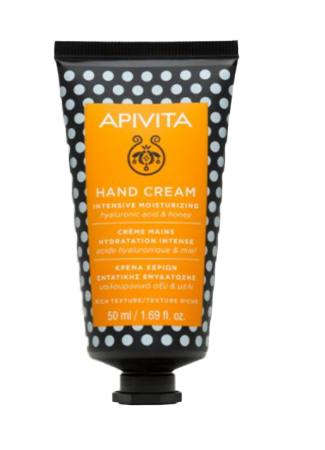 APIVITA
HAND CREAM
INTENSIVE MOISTURIZING
hyaluronic acid & honey
CRÈME MAINS
HYDRATATION INTENSE
acide hyaluronique & miel
ΚΡΕΜΑ ΧΕΡΙΩΝ
ΕΝΤΑΤΙΚΗΣ ΕΝΥΔΑΤΩΣΗΣ
υαλουρονικό οξύ & μέλι
RICH TEXTURE/TEXTURE RICHE
50 ml / 1.69 fl. oz.